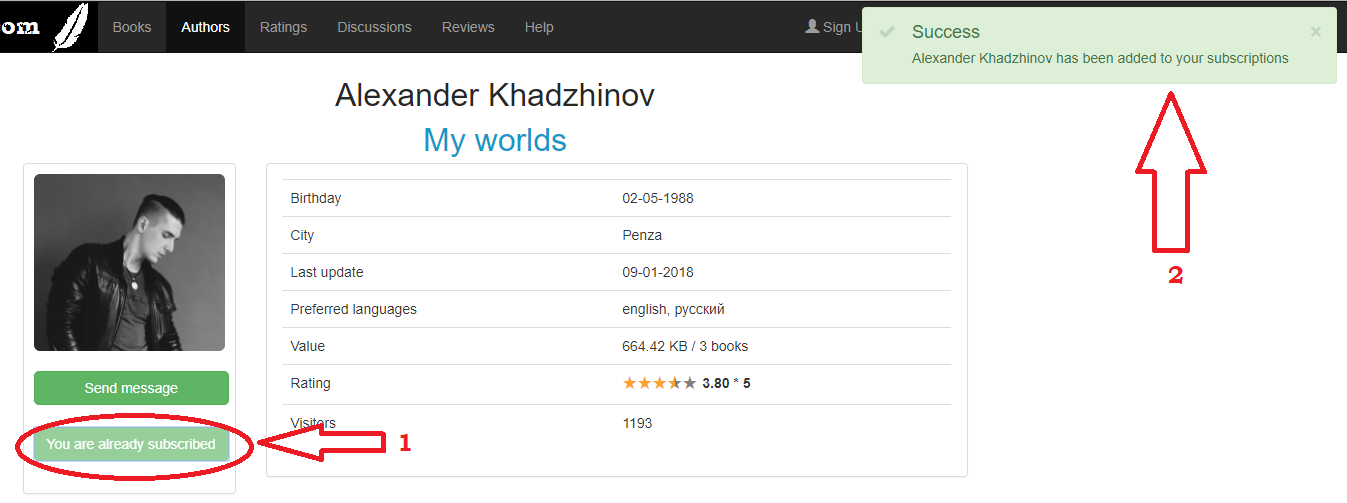 om Books Authors Ratings Discussions Reviews Help Sign U
Success ×
Alexander Khadzhinov has been added to your subscriptions
Alexander Khadzhinov
My worlds
2
Birthday 02-05-1988
City Penza
Last update 09-01-2018
Preferred languages english, русский
Value 664.42 KB / 3 books
Rating 3.80 * 5
Visitors 1193
Send message
You are already subscribed 1